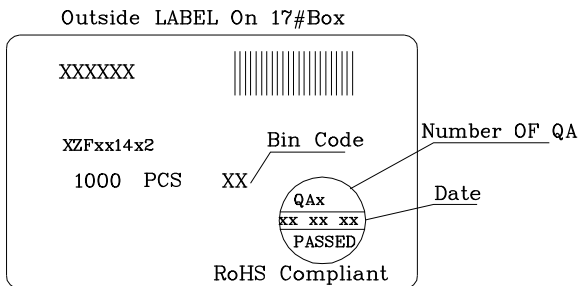 Outside LABEL On 17#Box
XXXXXX
XZFxx14x2
Bin Code
Number OF QA
1000 PCS XX
Date
QAx
xx xx xx
PASSED
RoHS Compliant